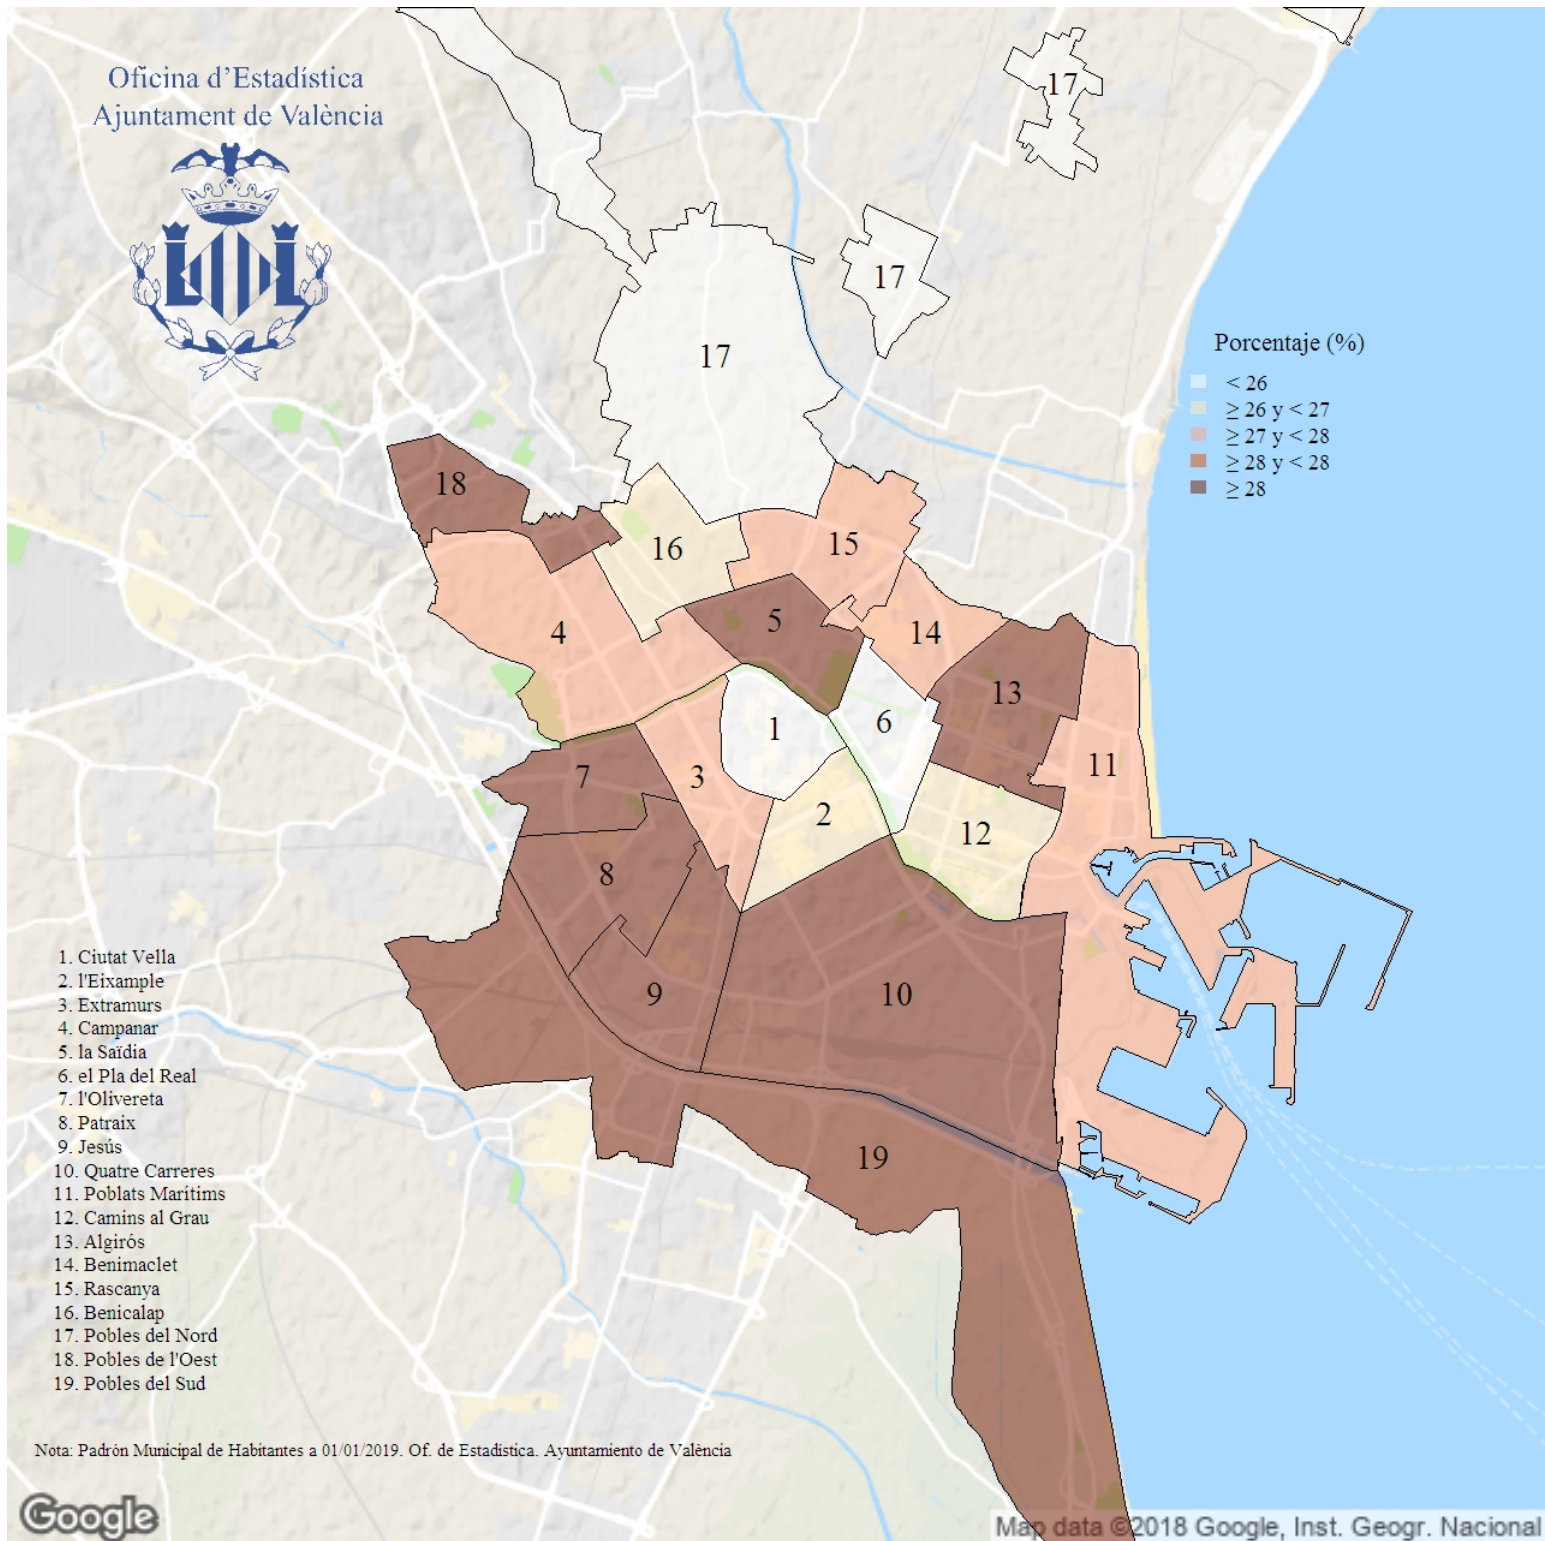 Oficina d'Estadística
Ajuntament de València
17
17
17
Porcentaje (%)
< 26
≥ 26 y < 27
≥ 27 y < 28
≥ 28 y < 28
≥ 28
18
16
15
5
4
14
13
6
1
11
7
3
2
12
8
9
10
19
1. Ciutat Vella
2. l'Eixample
3. Extramurs
4. Campanar
5. la Saïdia
6. el Pla del Real
7. l'Olivereta
8. Patraix
9. Jesús
10. Quatre Carreres
11. Poblats Marítims
12. Camins al Grau
13. Algirós
14. Benimaclet
15. Rascanya
16. Benicalap
17. Pobles del Nord
18. Pobles de l'Oest
19. Pobles del Sud
Nota: Padrón Municipal de Habitantes a 01/01/2019. Of. de Estadística. Ayuntamiento de València
Google
Map data ©2018 Google, Inst. Geogr. Nacional